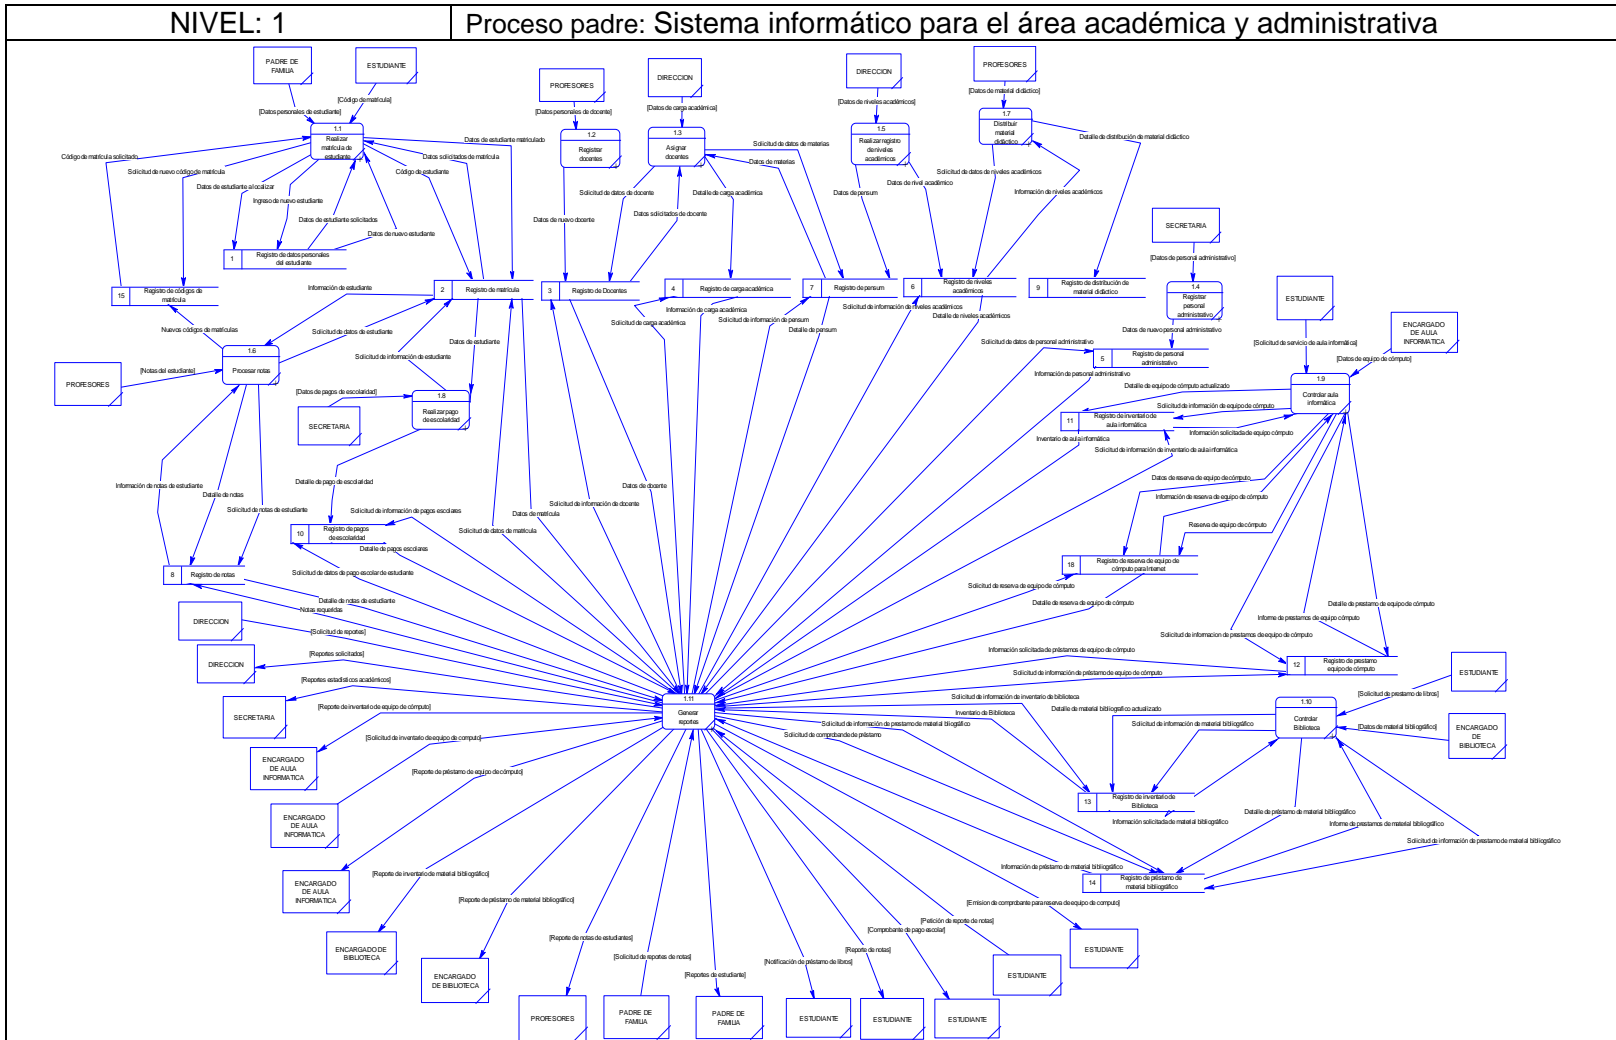 NIVEL: 1
Proceso padre: Sistema informático para el área académica y administrativa
PADRE DE
FAMILIA
ESTUDIANTE
PROFESORES
DIRECCION
DIRECCION
PROFESORES
[Datos personales de estudiante]
[Código de matrícula]
[Datos personales de docente]
[Datos de carga académica]
[Datos de niveles académicos]
[Datos de material didáctico]
1.1
Realizar
matrícula de
estudiante
1.2
Registrar
docentes
1.3
Asignar
docentes
1.5
Realizar registro
de niveles
académicos
1.7
Distribuir
material
didáctico
Datos de estudiante matriculado
Solicitud de datos de materias
Detalle de distribución de material didáctico
Código de matrícula solicitado
Datos solicitados de matrícula
Datos de materias
Solicitud de datos de niveles académicos
Solicitud de nuevo código de matrícula
Código de estudiante
Datos de estudiante al localizar
Solicitud de datos de docente
Detalle de carga académica
Datos de pensum
Datos de nivel académico
Información de niveles académicos
Ingreso de nuevo estudiante
Datos de estudiante solicitados
Datos de nuevo docente
Datos solicitados de docente
Datos de nuevo estudiante
SECRETARIA
[Datos de personal administrativo]
1
Registro de datos personales
del estudiante
15
Registro de códigos de
matrícula
2
Registro de matrícula
3
Registro de Docentes
4
Registro de carga académica
7
Registro de pensum
6
Registro de niveles
académicos
9
Registro de distribución de
material didáctico
1.4
Registrar
personal
administrativo
ESTUDIANTE
ENCARGADO
DE AULA
INFORMATICA
Información de estudiante
Información de carga académica
Solicitud de carga académica
Solicitud de información de pensum
Solicitud de información de niveles académicos
Detalle de pensum
Detalle de niveles académicos
Nuevos códigos de matrículas
Solicitud de datos de estudiante
Datos de estudiante
Datos de nuevo personal administrativo
Solicitud de datos de personal administrativo
[Solicitud de servicio de aula informática]
[Datos de equipo de cómputo]
1.6
Procesar notas
Solicitud de información estudiante
5
Registro de personal
administrativo
PROFESORES
[Notas del estudiante]
Información de personal administrativo
1.9
Controlar aula
informática
[Datos de pagos de escolaridad]
1.8
Realizar pago
de escolaridad
SECRETARIA
Detalle de equipo de cómputo actualizado
Solicitud de información de equipo de cómputo
11
Registro de inventario de
aula informática
Información solicitada de equipo cómputo
Inventario de aula informática
Solicitud de información de inventario de aula informática
Información de notas de estudiante
Detalle de notas
Detalle de pago de escolaridad
Datos de docente
Solicitud de notas de estudiante
Solicitud de información de docente
Datos de reserva de equipo de cómputo
Información de reserva de equipo de cómputo
Solicitud de información de pagos escolares
Datos de matrícula
Solicitud de datos de matrícula
Reserva de equipo de cómputo
10
Registro de pagos
de escolaridad
Detalle de pagos escolares
18
Registro de reserva de equipo de
cómputo para Internet
8
Registro de notas
Solicitud de datos de pago escolar de estudiante
Solicitud de reserva de equipo de cómputo
Detalle de reserva de equipo de cómputo
Detalle de préstamo de equipo de cómputo
Detalle de notas de estudiante
Notas requeridas
Informe de prestamos de equipo cómputo
DIRECCION
[Solicitud de reportes]
Solicitud de informacion de prestamos de equipo de cómputo
DIRECCION
[Reportes solicitados]
Información solicitada de préstamos de equipo de cómputo
12
Registro de prestamo
equipo de cómputo
Solicitud de información de préstamo de equipo de cómputo
ESTUDIANTE
[Reportes estadísticos académicos]
[Solicitud de prestamo de libros]
SECRETARIA
[Reporte de inventario de equipo de cómputo]
1.11
Generar
reportes
Solicitud de información de inventario de biblioteca
Detalle de material bibliografico actualizado
1.10
Controlar
Biblioteca
Inventario de Biblioteca
Solicitud de información de prestamo de material bliografico
Solicitud de información de material bibliográfico
[Datos de material bibliográfico]
ENCARGADO
DE
BIBLIOTECA
Solicitud de comprobande de préstamo
[Solicitud de inventario de equipo de computo]
ENCARGADO
DE AULA
INFORMATICA
[Reporte de préstamo de equipo de cómputo]
13
Registro de inventario de
Biblioteca
ENCARGADO
DE AULA
INFORMATICA
Información solicitada de material bibliográfico
Detalle de préstamo de material bibliográfico
Informe de prestamos de material bibliográfico
Solicitud de información de prestamo de material bibliográfico
ENCARGADO
DE AULA
INFORMATICA
[Reporte de inventario de material bibliográfico]
Información de préstamo de material bibliográfico
14
Registro de préstamo de
material bibliográfico
[Reporte de préstamo de material bibliográfico]
[Emision de comprobante para reserva de equipo de computo]
[Petición de reporte de notas]
[Comprobante de pago escolar]
ENCARGADO DE
BIBLIOTECA
[Reporte de notas de estudiantes]
[Reporte de notas]
ESTUDIANTE
[Solicitud de reportes de notas]
[Notificación de préstamo de libros]
ENCARGADO
DE BIBLIOTECA
[Reportes de estudiante]
ESTUDIANTE
PROFESORES
PADRE DE
FAMILIA
PADRE DE
FAMILIA
ESTUDIANTE
ESTUDIANTE
ESTUDIANTE